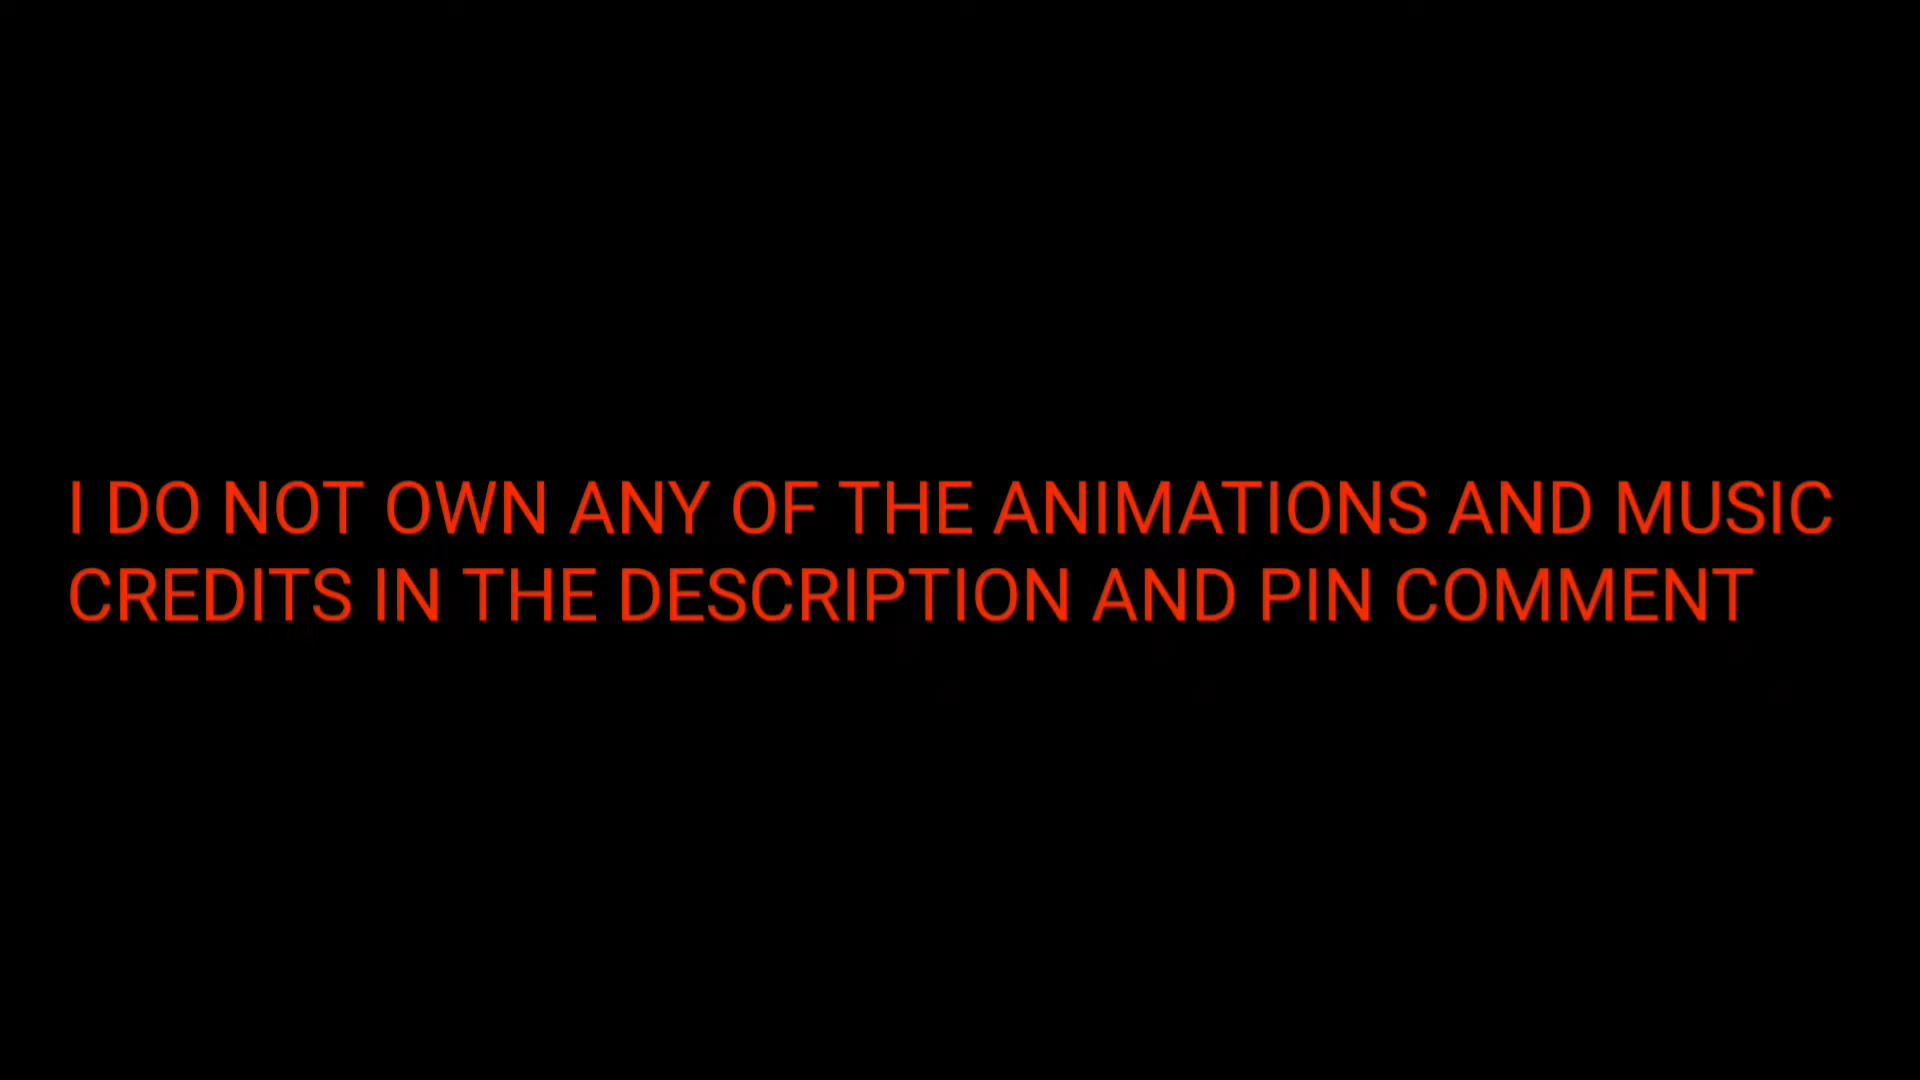 I DO NOT OWN ANY OF THE ANIMATIONS AND MUSIC
CREDITS IN THE DESCRIPTION AND PIN COMMENT